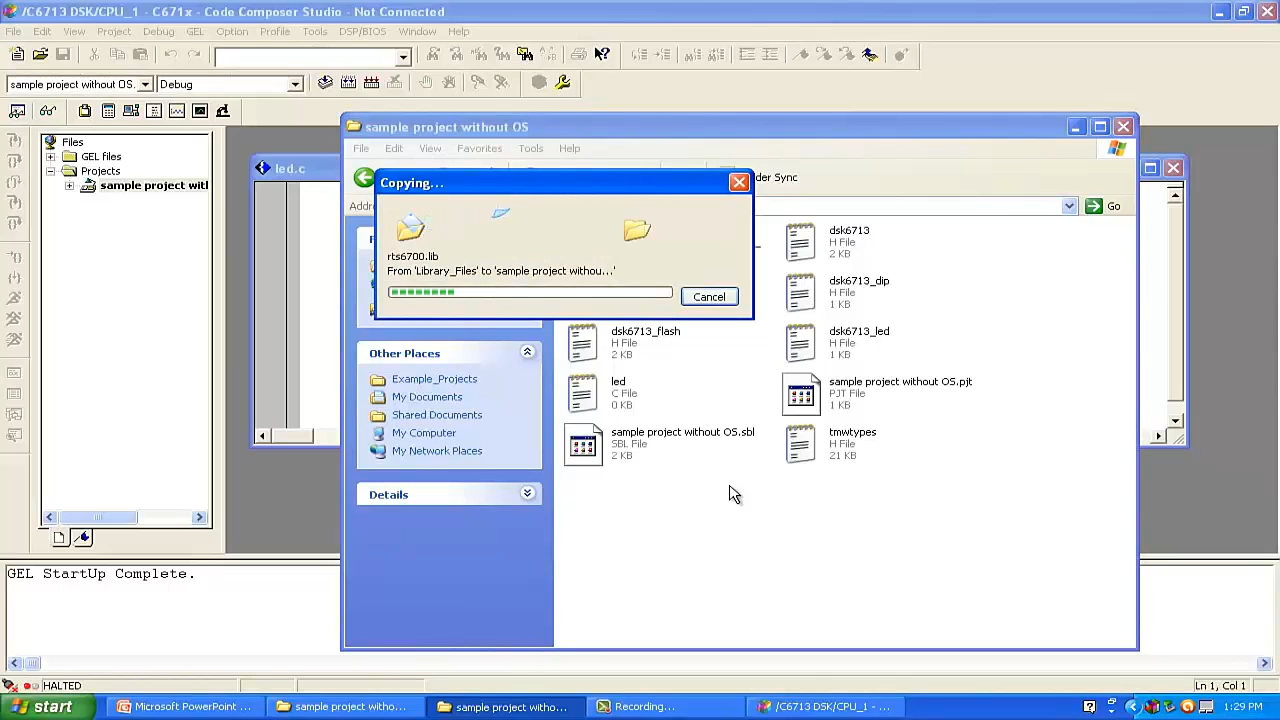 /C6713 DSK/CPU_1 - C671x - Code Composer Studio - Not Connected
File Edit View Project Debug GEL Option Profile Tools DSP/BIOS Window Help
sample project without OS. Debug
Files
GEL files
Projects
sample project wit
led.c
sample project without OS
File Edit View Favorites Tools Help
der Sync
Addre
Go
Copying...
rts6700.lib
From 'Library_Files' to 'sample project withou...'
Cancel
dsk6713
H File
2 KB
dsk6713_dip
H File
1 KB
dsk6713_flash
H File
2 KB
dsk6713_led
H File
1 KB
led
C File
0 KB
sample project without OS.pjt
PJT File
1 KB
sample project without OS.sbl
SBL File
2 KB
tmwtypes
H File
21 KB
Other Places
Example_Projects
My Documents
Shared Documents
My Computer
My Network Places
Details
GEL StartUp Complete.
HALTED
Ln 1, Col 1
start
Microsoft PowerPoint ...
sample project witho...
sample project witho...
Recording...
/C6713 DSK/CPU_1 - ...
1:29 PM